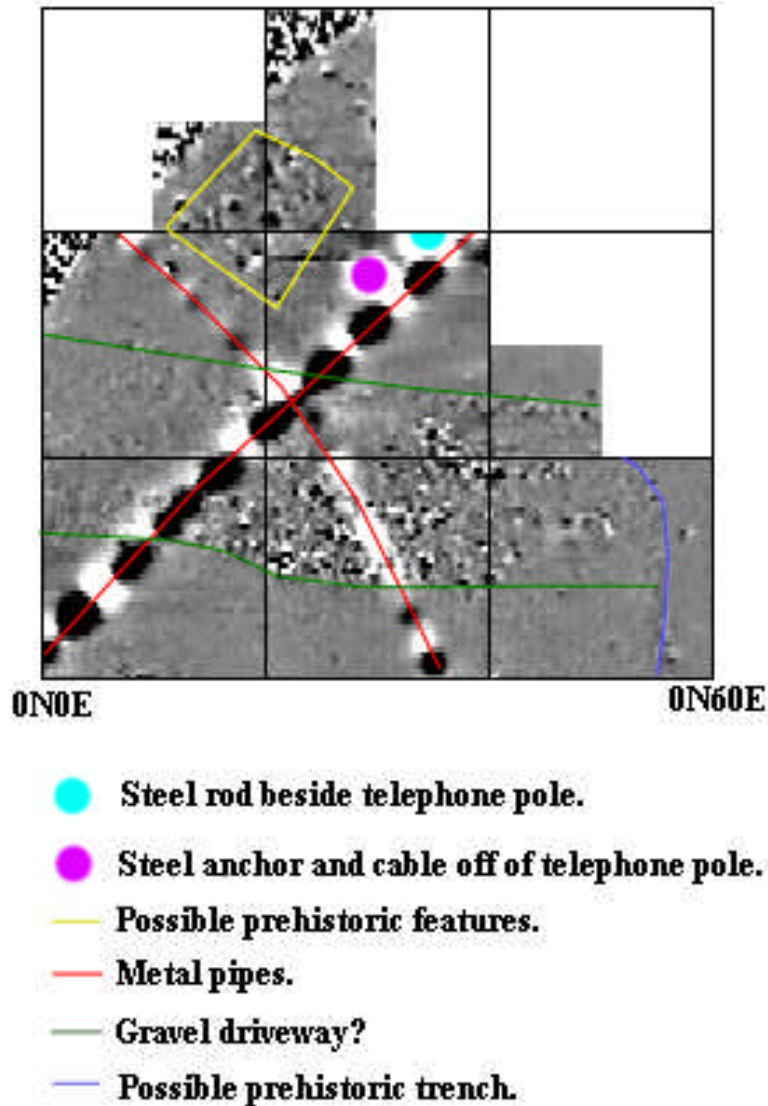 0N0E
0N60E
Steel rod beside telephone pole.
Steel anchor and cable off of telephone pole.
Possible prehistoric features.
Metal pipes.
Gravel driveway?
Possible prehistoric trench.